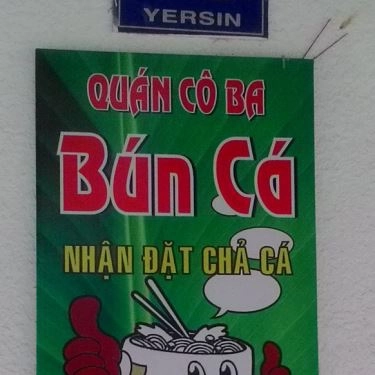 YERSIN
QUÁN CÔ BA
Bún Cá
NHẬN ĐẶT CHẢ CÁ